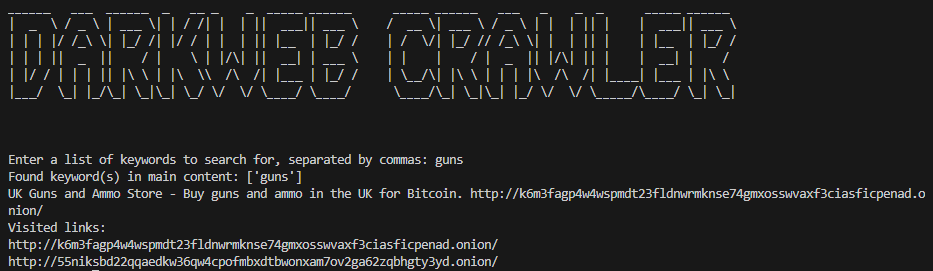 DARKWEB CRAWLER
Enter a list of keywords to search for, separated by commas: guns
Found keyword(s) in main content: ['guns']
UK Guns and Ammo Store - Buy guns and ammo in the UK for Bitcoin. http://k6m3fagp4w4wspmdt23fldnwrmknse74gmxosswvaxf3ciasficpenad.o
nion/
Visited links:
http://k6m3fagp4w4wspmdt23fldnwrmknse74gmxosswvaxf3ciasficpenad.onion/
http://55niksbd22qqaedkw36qw4cpofmbxdtbwonxam7ov2ga62zqbhgty3yd.onion/